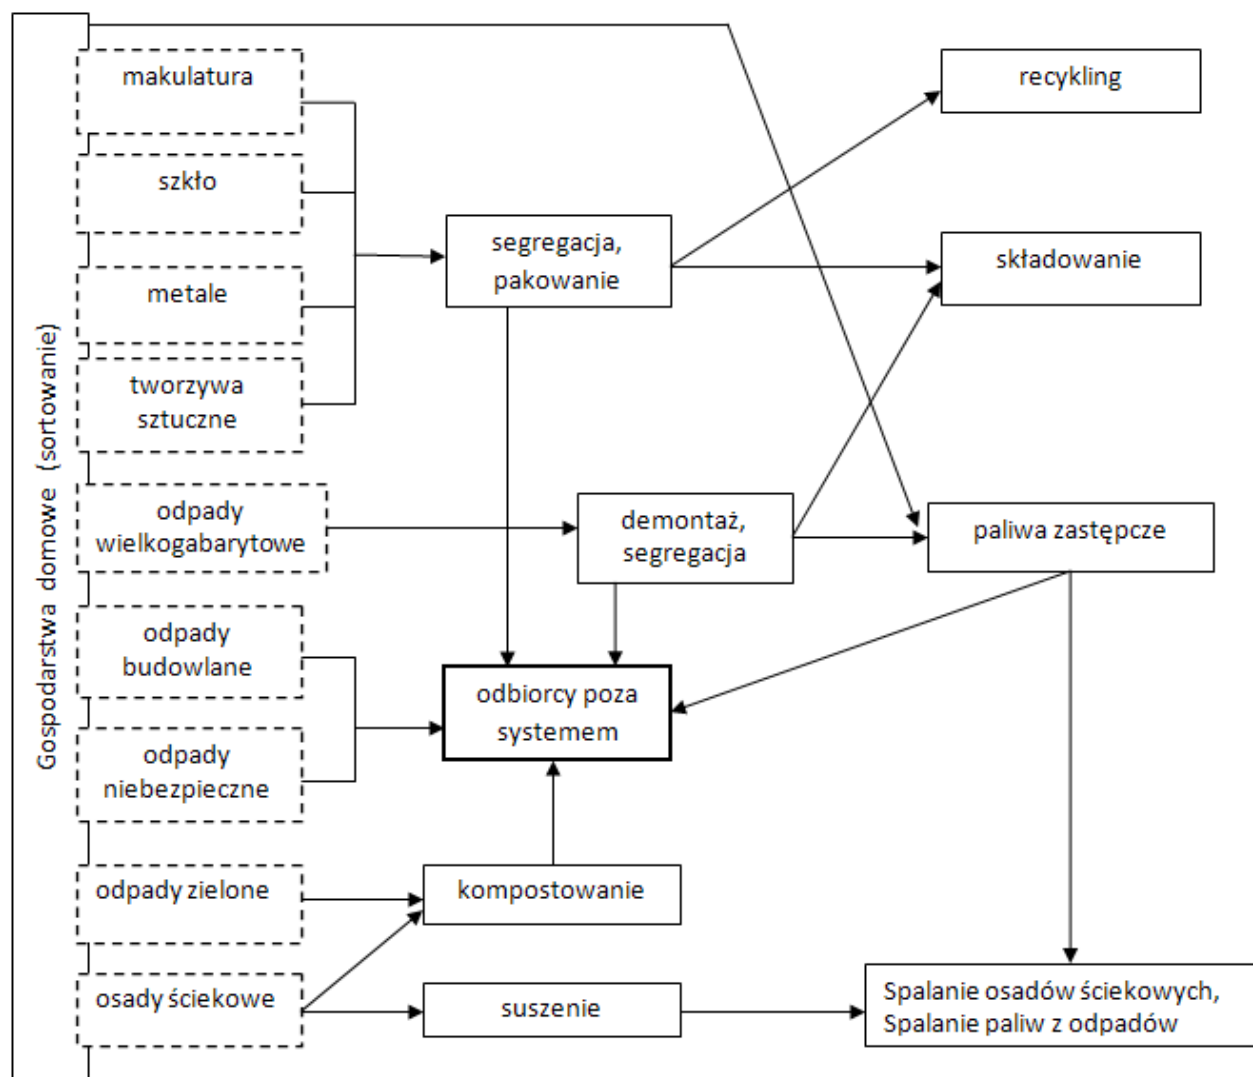 Gospodarstwa domowe (sortowanie)
makulatura
szkło
metale
tworzywa
sztuczne
odpady
wielkogabarytowe
odpady
budowlane
odpady
niebezpieczne
odpady zielone
osady ściekowe
segregacja,
pakowanie
demontaż,
segregacja
odbiorcy poza
systemem
kompostowanie
suszenie
recykling
składowanie
paliwa zastępcze
Spalanie osadów ściekowych,
Spalanie paliw z odpadów